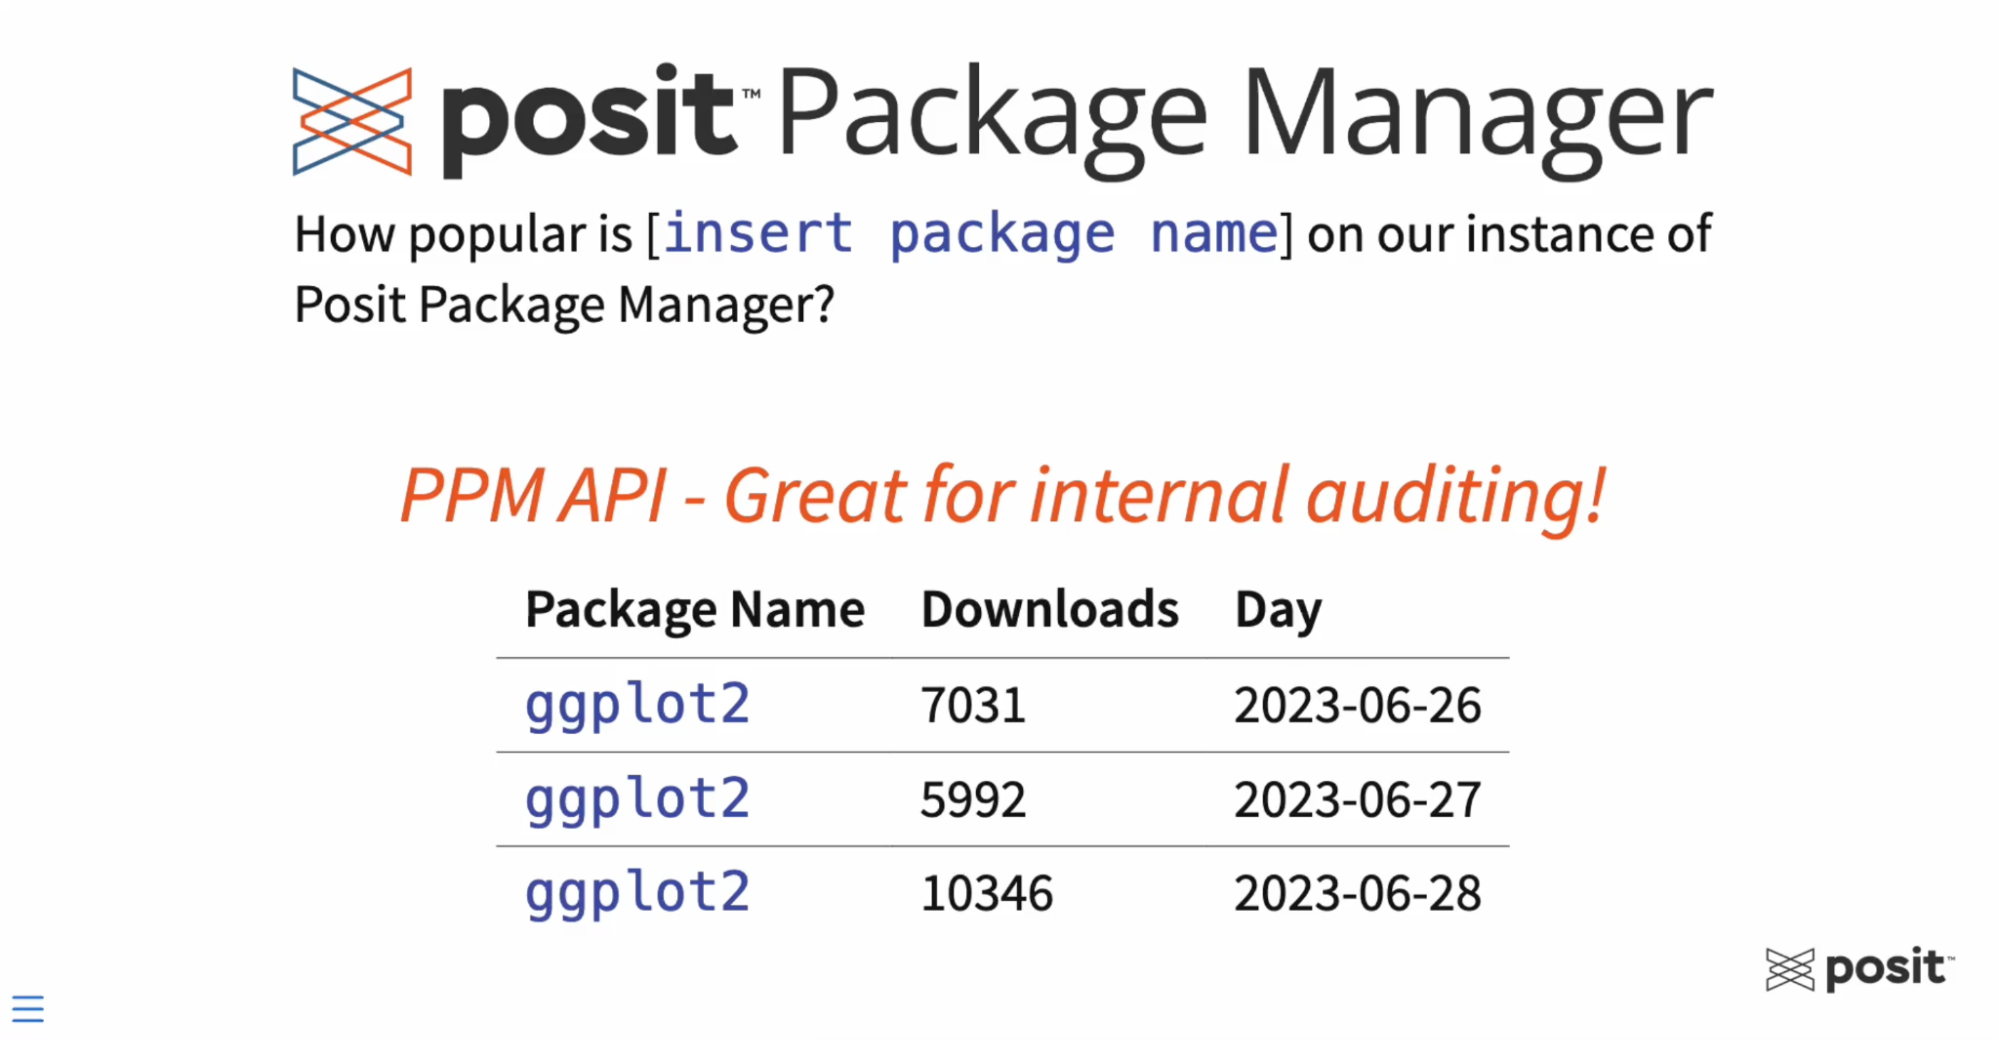 posit™ Package Manager
How popular is [insert package name] on our instance of
Posit Package Manager?
PPM API - Great for internal auditing!
Package Name Downloads Day
ggplot2 7031 2023-06-26
ggplot2 5992 2023-06-27
ggplot2 10346 2023-06-28
posit™